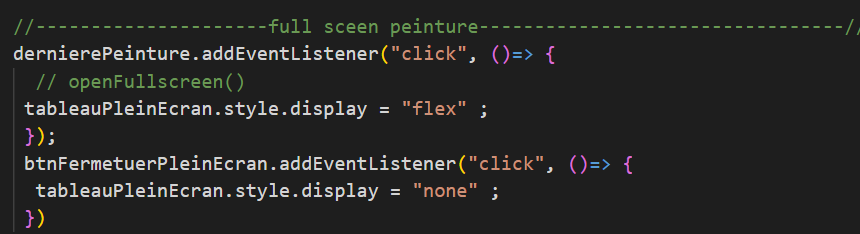 //---------------------full sceen peinture---------------------------------//
dernierePeinture.addEventListener("click", ()=> {
// openFullscreen()
tableauPleinEcran.style.display = "flex" ;
});
btnFermetuerPleinEcran.addEventListener("click", ()=> {
tableauPleinEcran.style.display = "none" ;
})